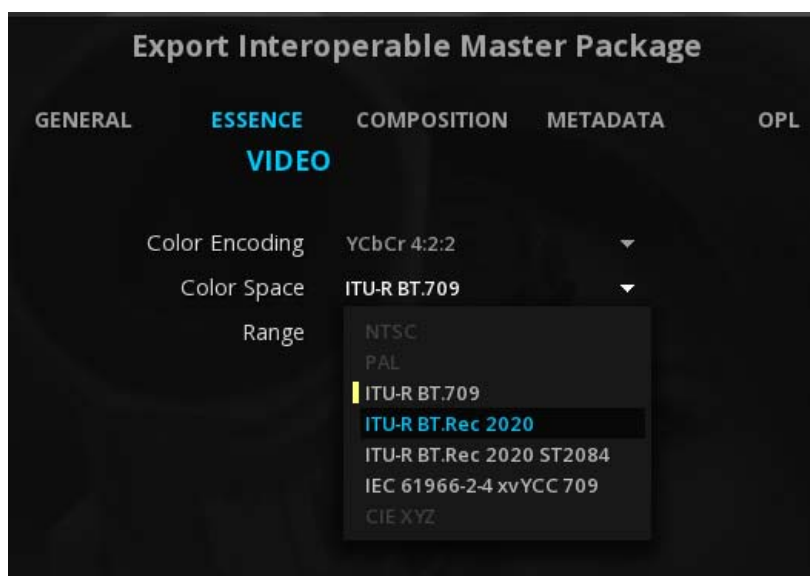 Export Interoperable Master Package
GENERAL ESSENCE COMPOSITION METADATA OPL
VIDEO
Color Encoding YCbCr 4:2:2
Color Space ITU-R BT.709
Range NTSC
PAL
ITU-R BT.709
ITU-R BT.Rec 2020
ITU-R BT.Rec 2020 ST2084
IEC 61966-2-4 xvYCC 709
CIE XYZ